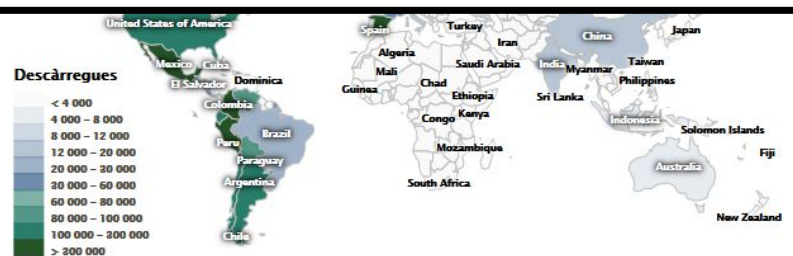 United States of America
Spain
Turkey
China
Japan
Iran
Algeria
Mexico
Cuba
Descàrregues
Mali
Saudi Arabia
India
Myanmar
Taiwan
El Salvador
Dominica
Chad
Philippines
Guinea
Ethiopia
Sri Lanka
< 4 000
Colombia
4 000 – 8 000
Congo
Kenya
Indonesia
8 000 – 12 000
Brazil
Solomon Islands
12 000 – 20 000
Peru
Mozambique
Fiji
20 000 – 30 000
Paraguay
Australia
30 000 – 60 000
Argentina
South Africa
60 000 – 80 000
80 000 – 100 000
New Zealand
100 000 – 300 000
Chile
> 300 000